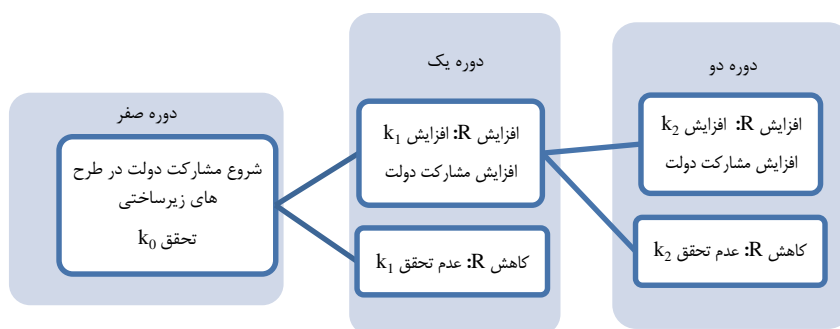 دوره صفر
شروع مشارکت دولت در طرح
های زیرساختی
تحقق k0
دوره یک
افزایش R: افزایش k1
افزایش مشارکت دولت
کاهش R: عدم تحقق k1
دوره دو
افزایش R: افزایش k2
افزایش مشارکت دولت
کاهش R: عدم تحقق k2